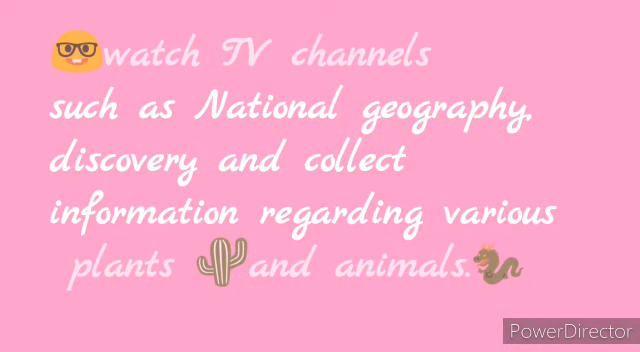 🤓watch TV channels
such as National geography,
discovery and collect
information regarding various
plants 🌵and animals.🐉
PowerDirector